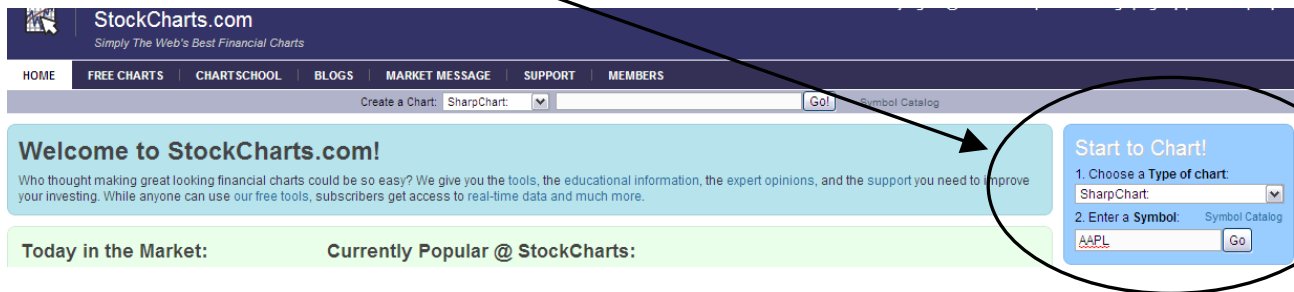 StockCharts.com
Simply The Web's Best Financial Charts
HOME FREE CHARTS | CHARTSCHOOL | BLOGS | MARKET MESSAGE | SUPPORT | MEMBERS
Create a Chart: SharpChart: Go! Symbol Catalog
Welcome to StockCharts.com!
Who thought making great looking financial charts could be so easy? We give you the tools, the educational information, the expert opinions, and the support you need to improve
your investing. While anyone can use our free tools, subscribers get access to real-time data and much more.
Today in the Market:
Currently Popular @ StockCharts:
Start to Chart!
1. Choose a Type of chart:
SharpChart:
2. Enter a Symbol: Symbol Catalog
AAPL Go